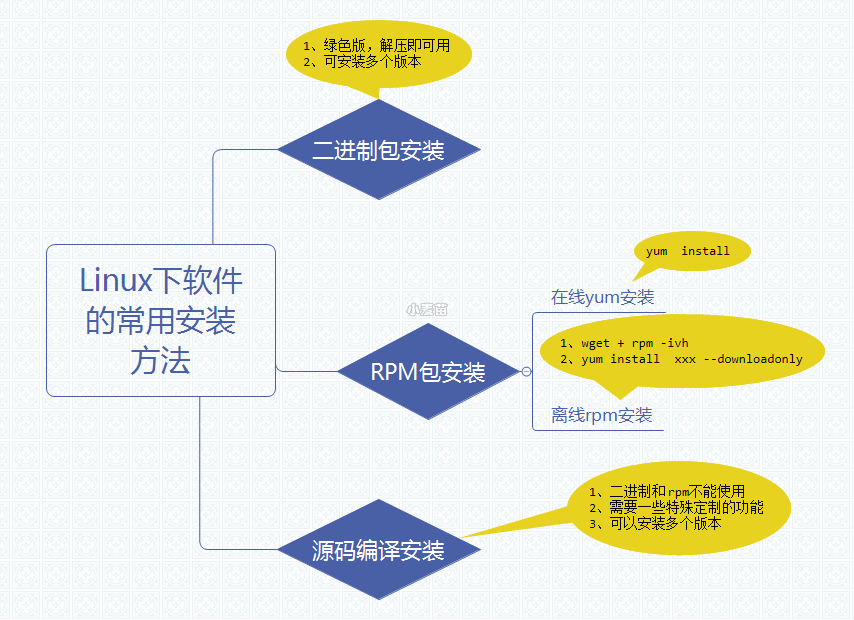 1、绿色版，解压即可用
2、可安装多个版本
二进制包安装
Linux下软件
的常用安装
方法
yum install
在线yum安装
小麦苗
RPM包安装
1、wget + rpm -ivh
2、yum install xxx --downloadonly
离线rpm安装
1、二进制和rpm不能使用
2、需要一些特殊定制的功能
3、可以安装多个版本
源码编译安装